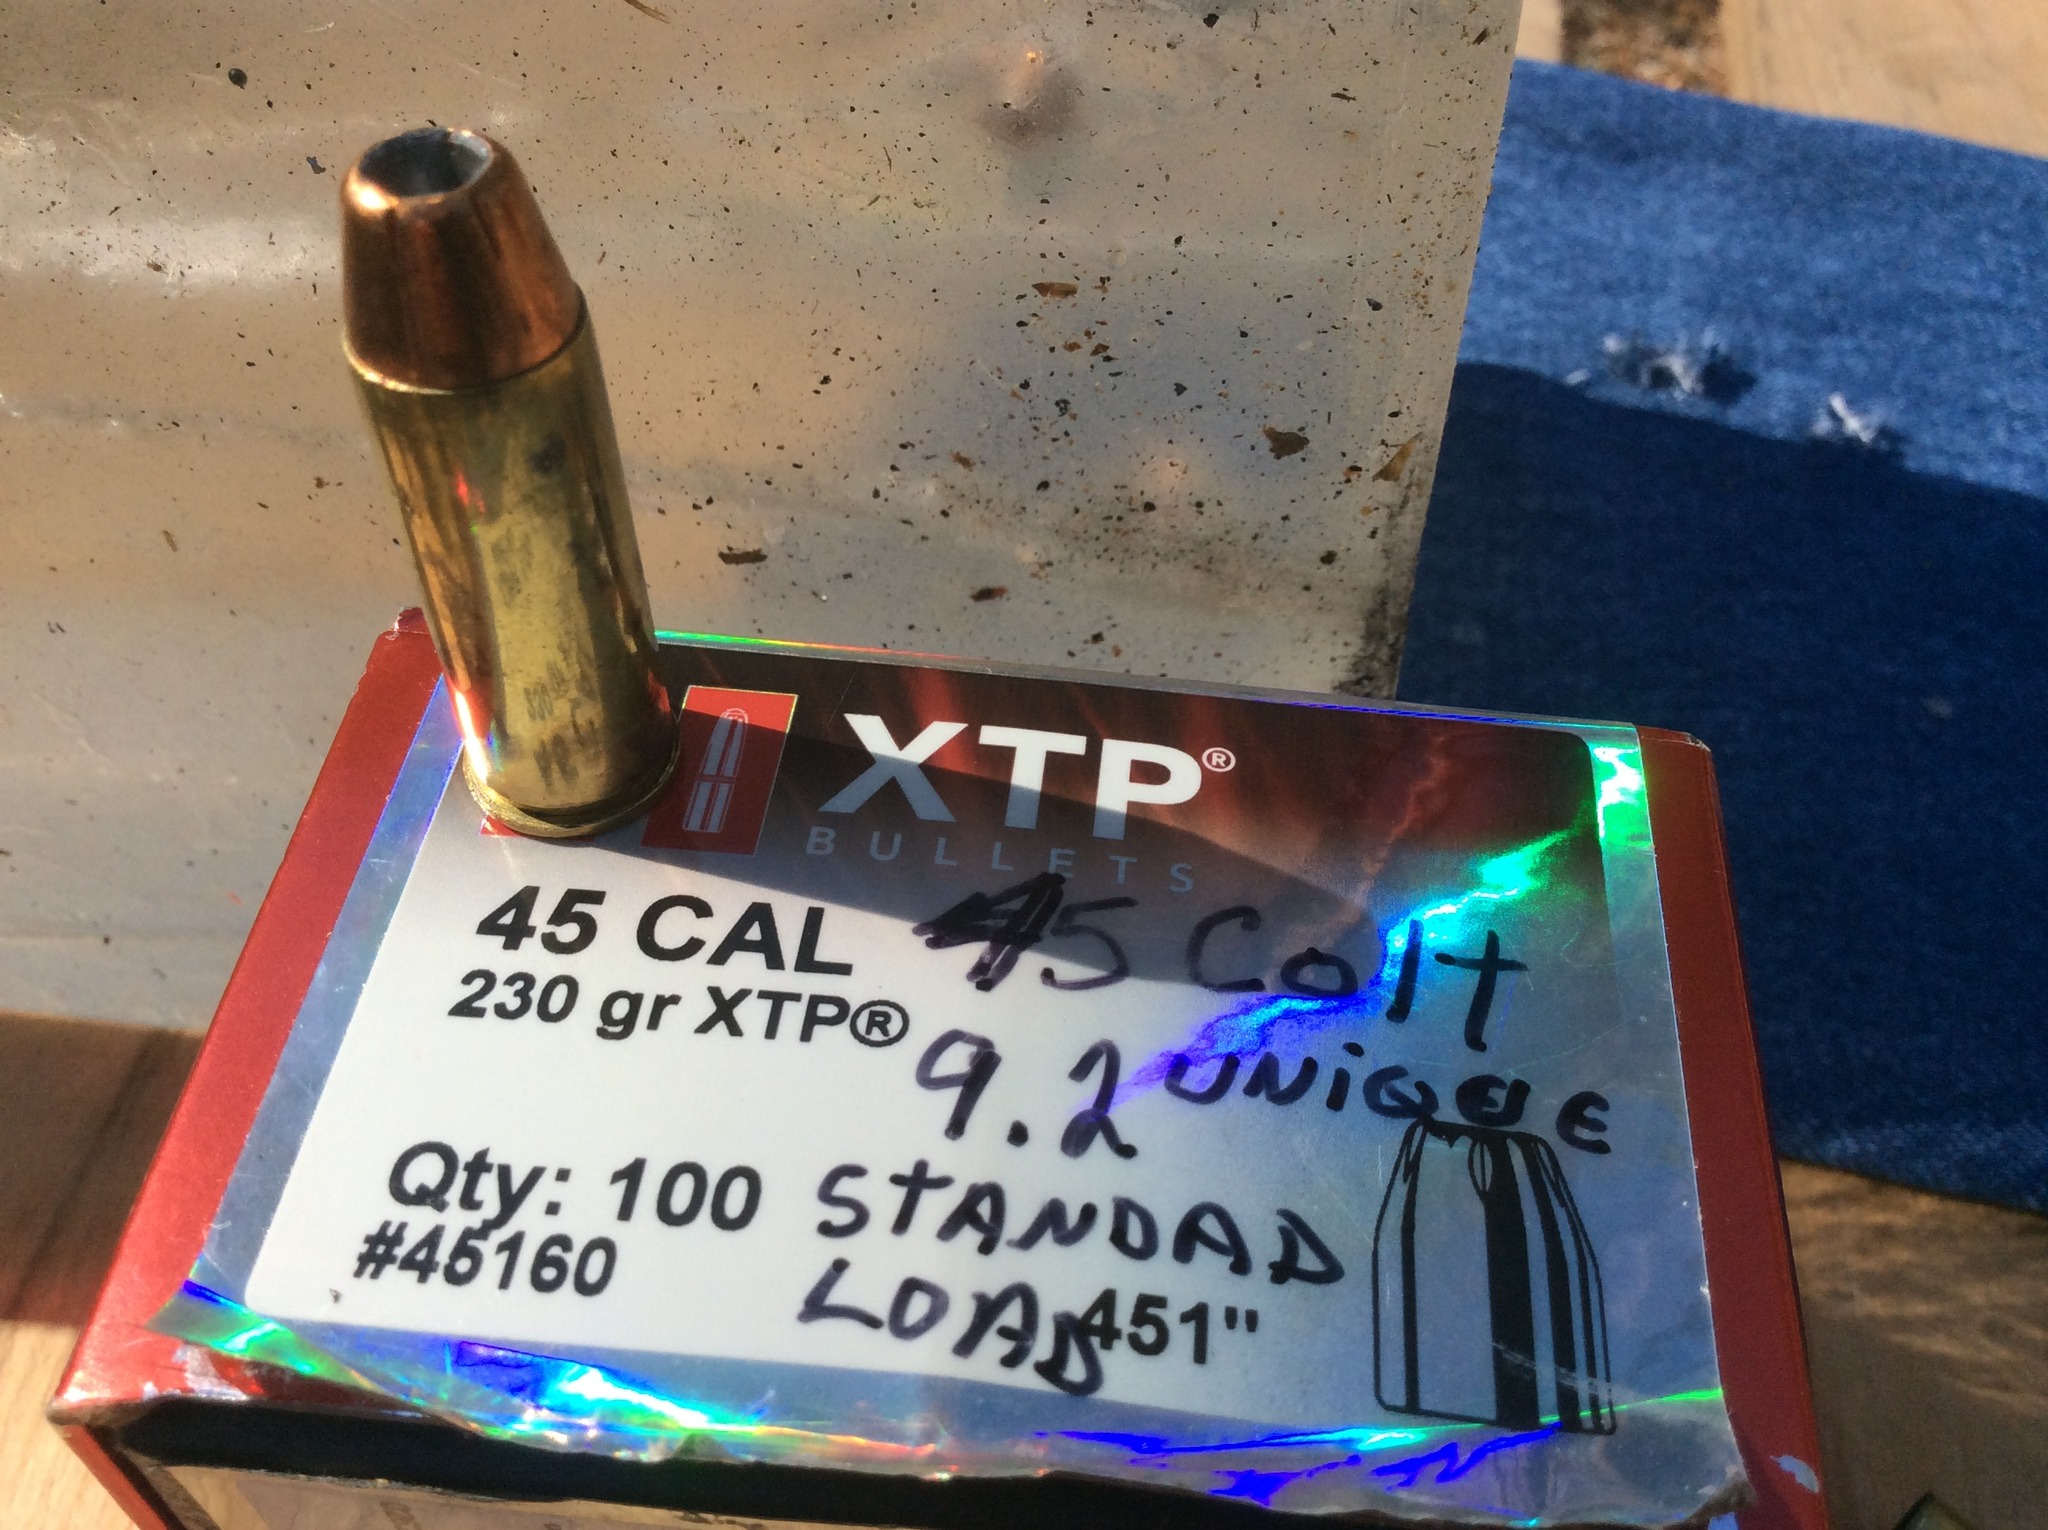 XTP®
BULLETS
45 CAL
45 Colt
230 gr XTP®
9.2 UNiQUE
Qty: 100
STANDAD
#45160
LOAD
451"